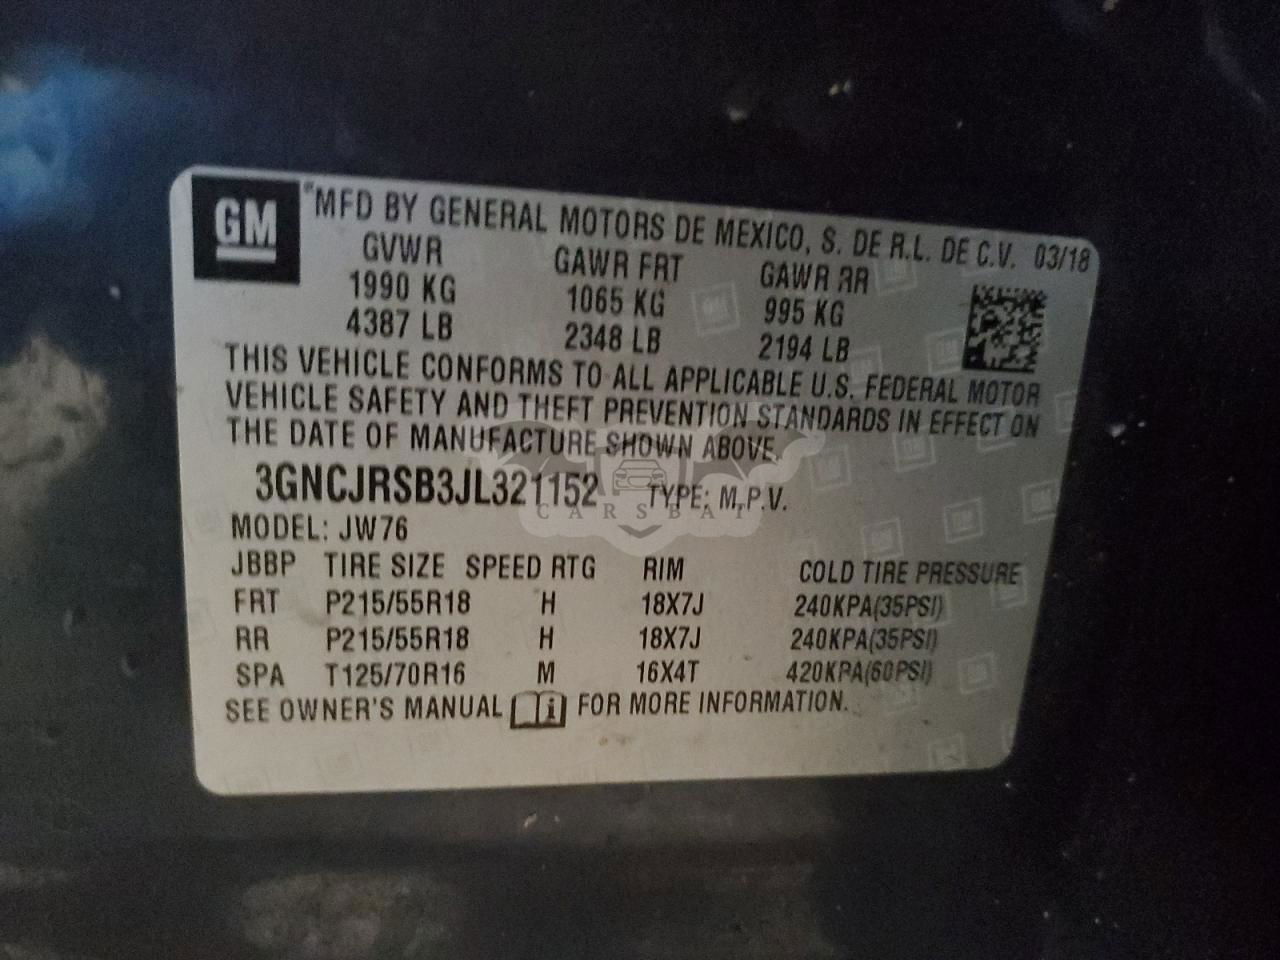 GM
MFD BY GENERAL MOTORS DE MEXICO, S. DE R.L. DE C.V. 03/18
GVWR GAWR FRT GAWR RR
1990 KG 1065 KG 995 KG
4387 LB 2348 LB 2194 LB
THIS VEHICLE CONFORMS TO ALL APPLICABLE U.S. FEDERAL MOTOR
VEHICLE SAFETY AND THEFT PREVENTION STANDARDS IN EFFECT ON
THE DATE OF MANUFACTURE SHOWN ABOVE.
3GNCJRSB3JL321152 TYPE: M.P.V.
CARSBAT
MODEL: JW76
JBBP TIRE SIZE SPEED RTG RIM COLD TIRE PRESSURE
FRT P215/55R18 H 18X7J 240KPA(35PSI)
RR P215/55R18 H 18X7J 240KPA(35PSI)
SPA T125/70R16 M 16X4T 420KPA(60PSI)
SEE OWNER'S MANUAL i FOR MORE INFORMATION.